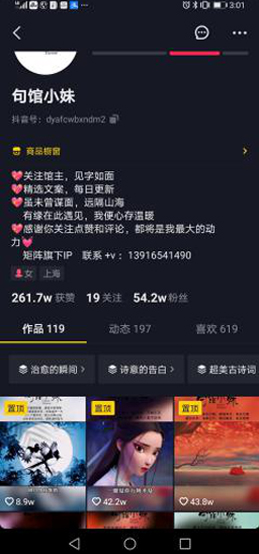 3:01
句馆小妹
抖音号：dyafcwbxndm2
商品橱窗
💗关注馆主，见字如面
💗精选文案，每日更新
💗虽未曾谋面，远隔山海
有缘在此遇见，我便心存温暖
💗感谢你关注点赞和评论，都将是我最大的动
力💓
矩阵旗下IP 联系+v：13916541490
女 上海
261.7w获赞 19关注 54.2w粉丝
作品 119 动态 197 喜欢 619
治愈的瞬间 诗意的告白 超美古诗词
置顶 置顶 置顶
8.9w 42.2w 43.8w